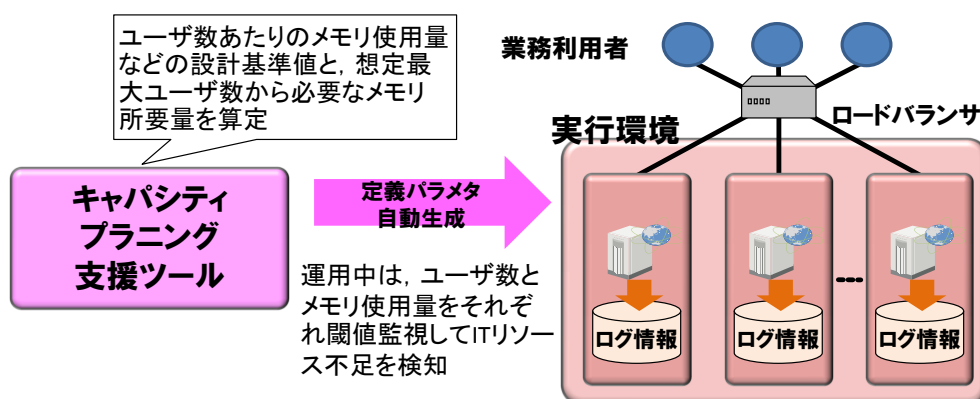 ユーザ数あたりのメモリ使用量
などの設計基準値と，想定最
大ユーザ数から必要なメモリ
所要量を算定
業務利用者
ロードバランサ
実行環境
キャパシティ
プラニング
支援ツール
定義パラメタ
自動生成
運用中は，ユーザ数と
メモリ使用量をそれぞ
れ閾値監視してITリソー
ス不足を検知
ログ情報
ログ情報
ログ情報